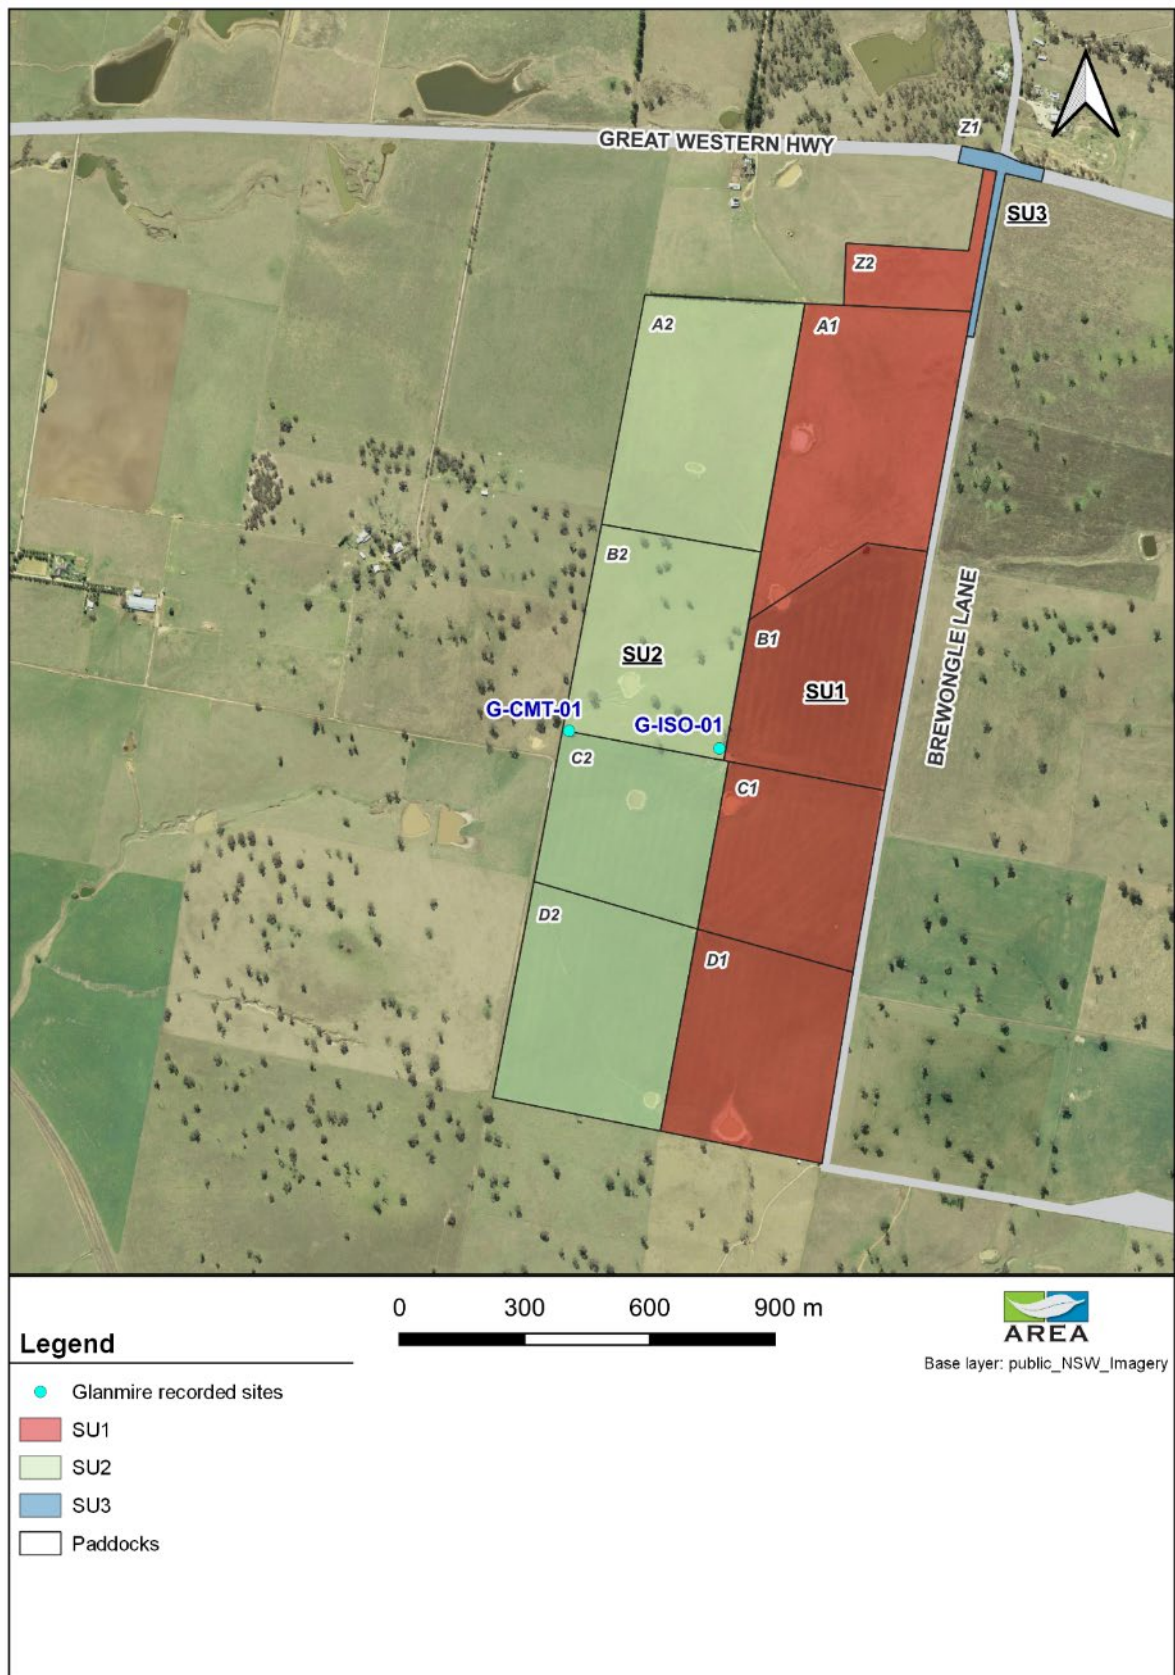 Z1
GREAT WESTERN HWY
SU3
Z2
A2
A1
B2
B1
SU2
SU1
BREWONGLE LANE
G-CMT-01
G-ISO-01
C2
C1
D2
D1
0 300 600 900 m
Legend
AREA
Base layer: public_NSW_Imagery
Glanmire recorded sites
SU1
SU2
SU3
Paddocks